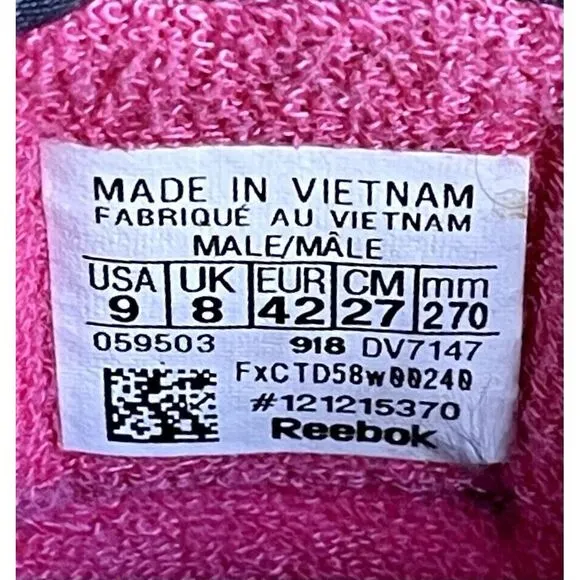 MADE IN VIETNAM
FABRIQUÉ AU VIETNAM
MALE/MÂLE
USA UK EUR CM mm
9 8 42 27 270
059503 918 DV7147
FxCTD58w00240
#121215370
Reebok